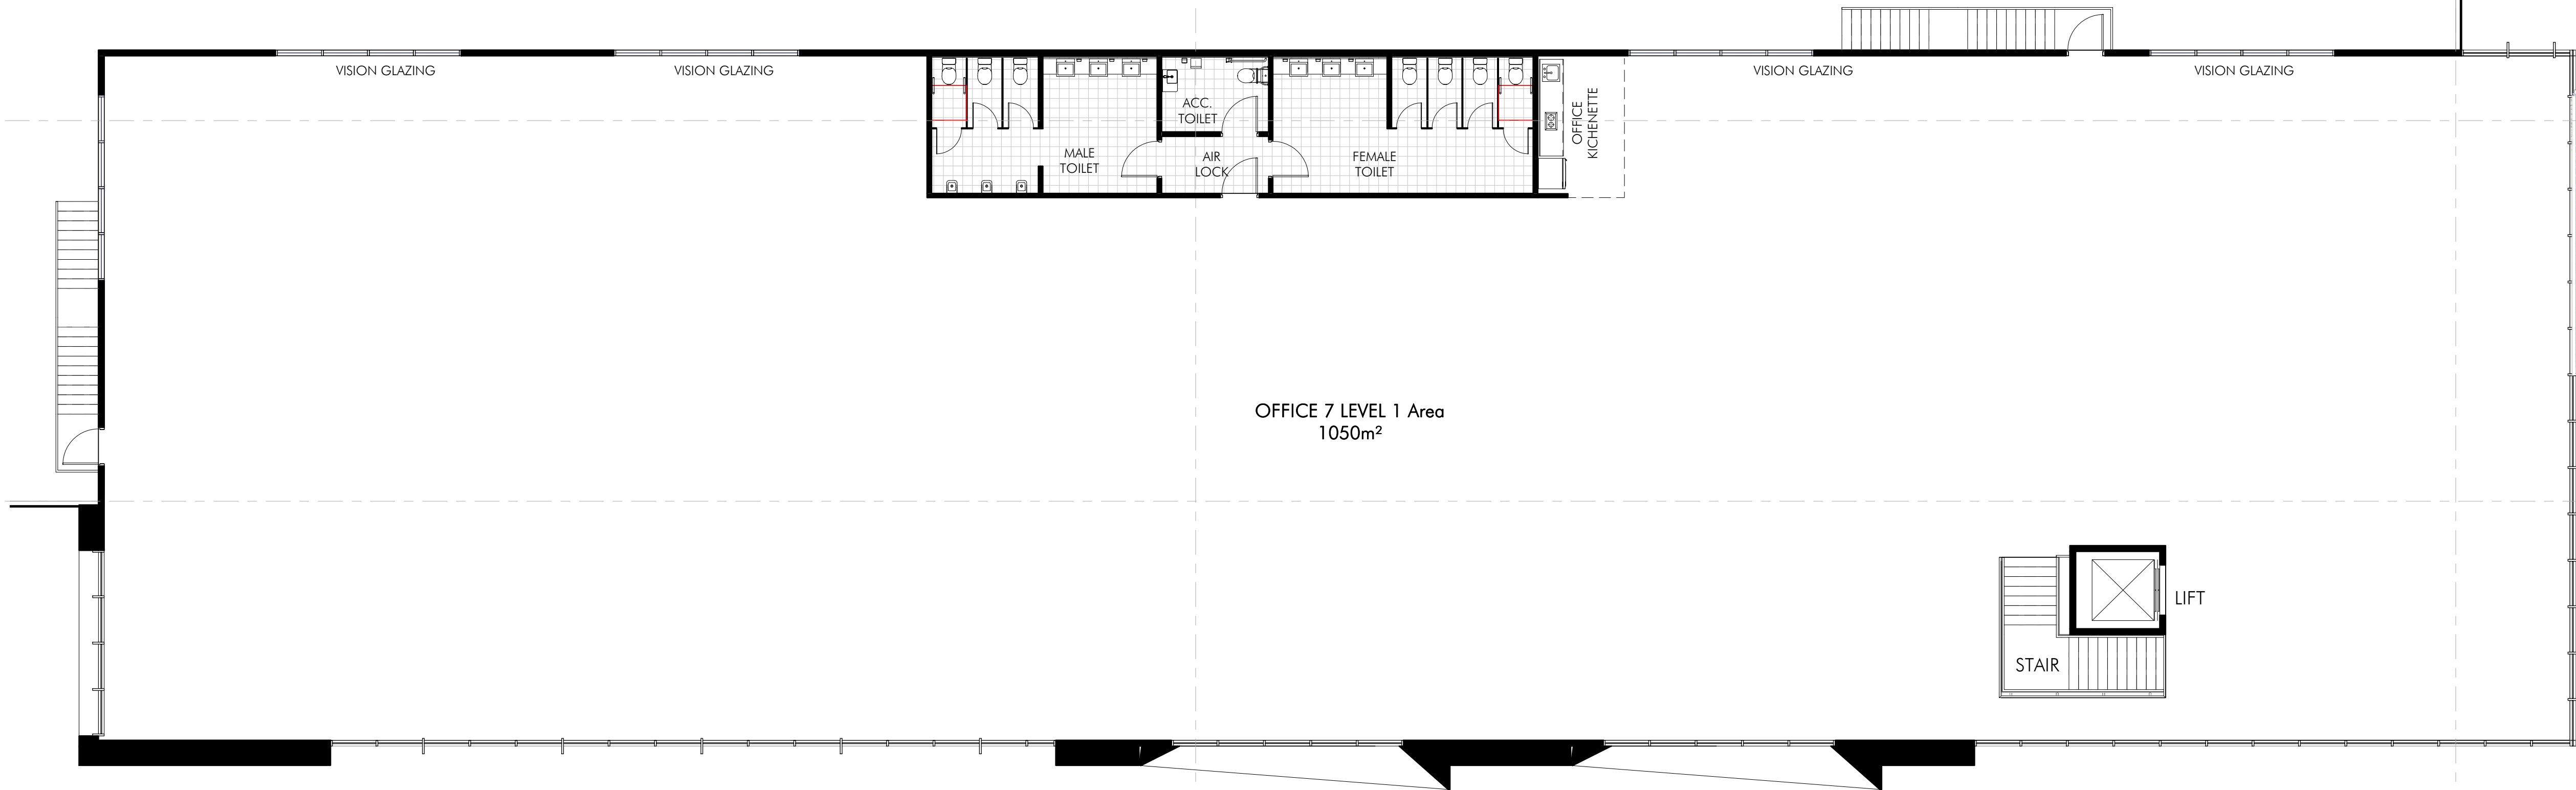 VISION GLAZING
VISION GLAZING
VISION GLAZING
VISION GLAZING
ACC.
TOILET
MALE
TOILET
AIR
LOCK
FEMALE
TOILET
OFFICE
KICHENETTE
OFFICE 7 LEVEL 1 Area
1050m²
LIFT
STAIR